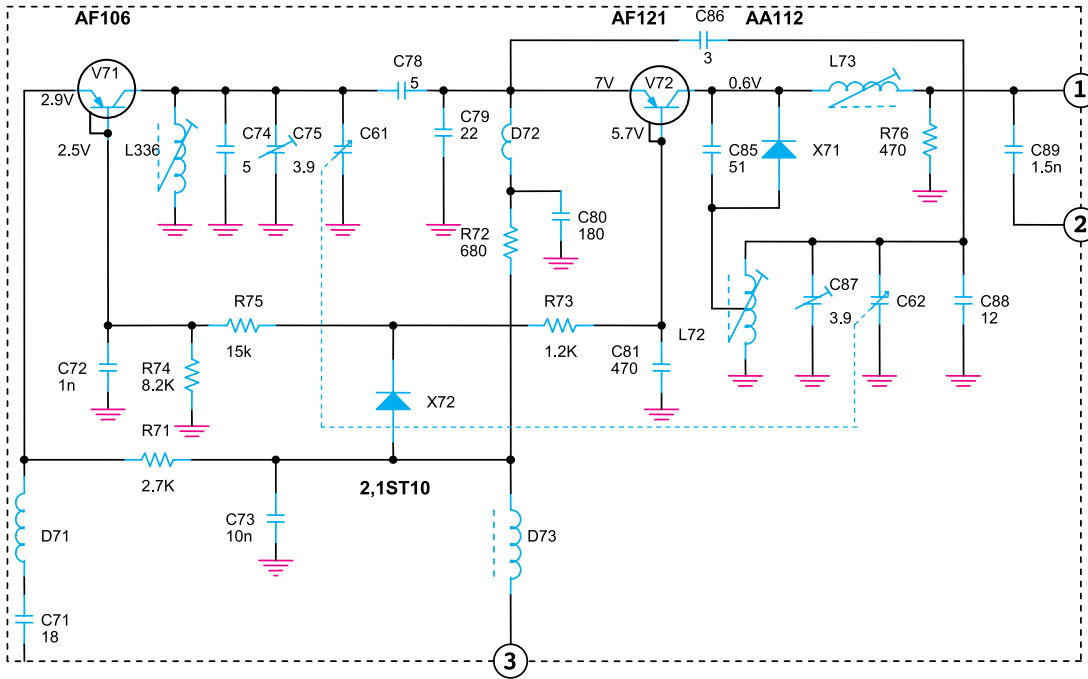 AF106
AF121
AA112
C86
3
V71
2.9V
2.5V
C78
5
7V
V72
0.6V
L73
1
L336
C74
5
C75
3.9
C61
C79
22
D72
5.7V
C85
51
X71
R76
470
C89
1.5n
2
R72
680
C80
180
R75
15k
R73
1.2K
L72
C87
3.9
C62
C88
12
C72
1n
R74
8.2K
C81
470
X72
R71
2.7K
2,1ST10
C73
10n
D71
D73
C71
18
3